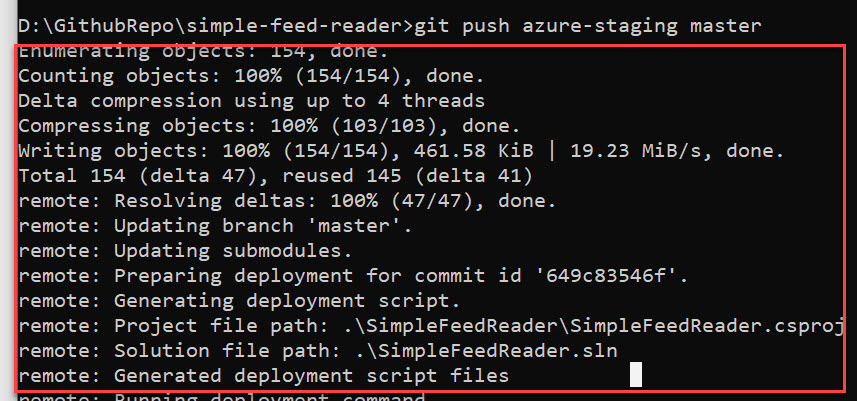 D:\GithubRepo\simple-feed-reader>git push azure-staging master
Enumerating objects: 154, done.
Counting objects: 100% (154/154), done.
Delta compression using up to 4 threads
Compressing objects: 100% (103/103), done.
Writing objects: 100% (154/154), 461.58 KiB | 19.23 MiB/s, done.
Total 154 (delta 47), reused 145 (delta 41)
remote: Resolving deltas: 100% (47/47), done.
remote: Updating branch 'master'.
remote: Updating submodules.
remote: Preparing deployment for commit id '649c83546f'.
remote: Generating deployment script.
remote: Project file path: .\SimpleFeedReader\SimpleFeedReader.csproj
remote: Solution file path: .\SimpleFeedReader.sln
remote: Generated deployment script files
remote: Running deployment command